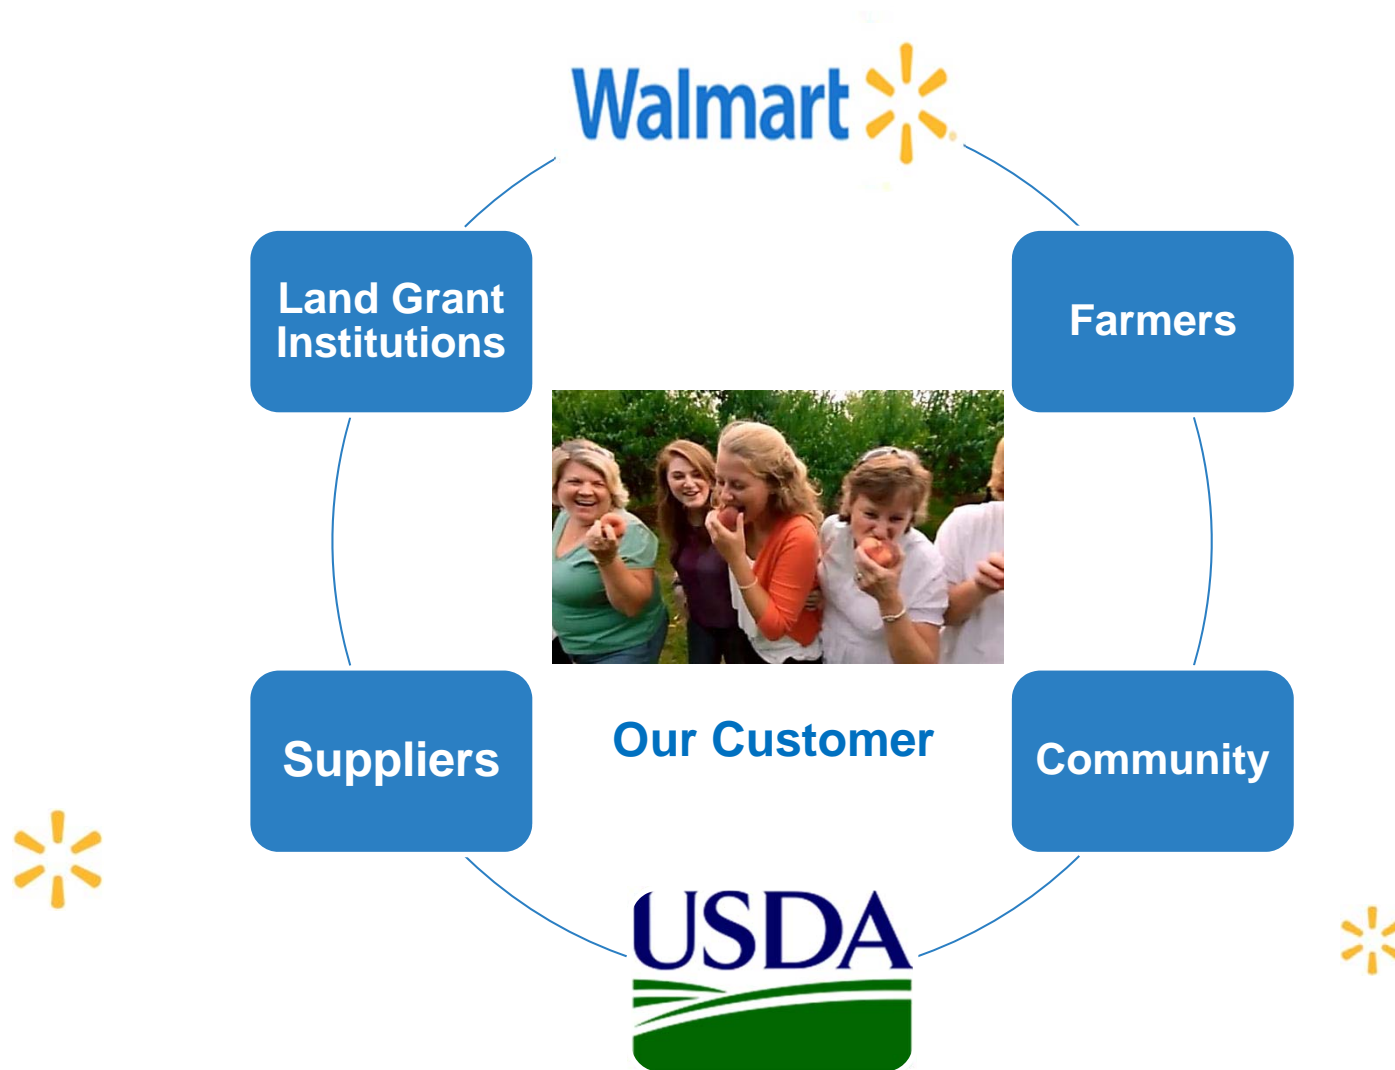 Walmart
Land Grant
Institutions
Farmers
Suppliers
Our Customer
Community
USDA